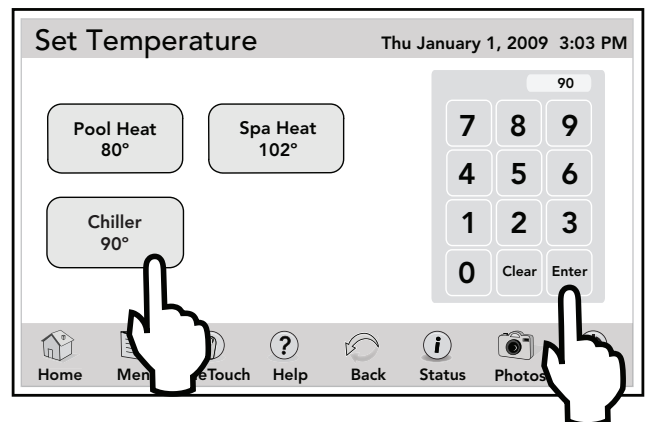 Set Temperature
Thu January 1, 2009 3:03 PM
Pool Heat
80°
Spa Heat
102°
Chiller
90°
90
7 8 9
4 5 6
1 2 3
0 Clear Enter
Home Help Back Status Photos